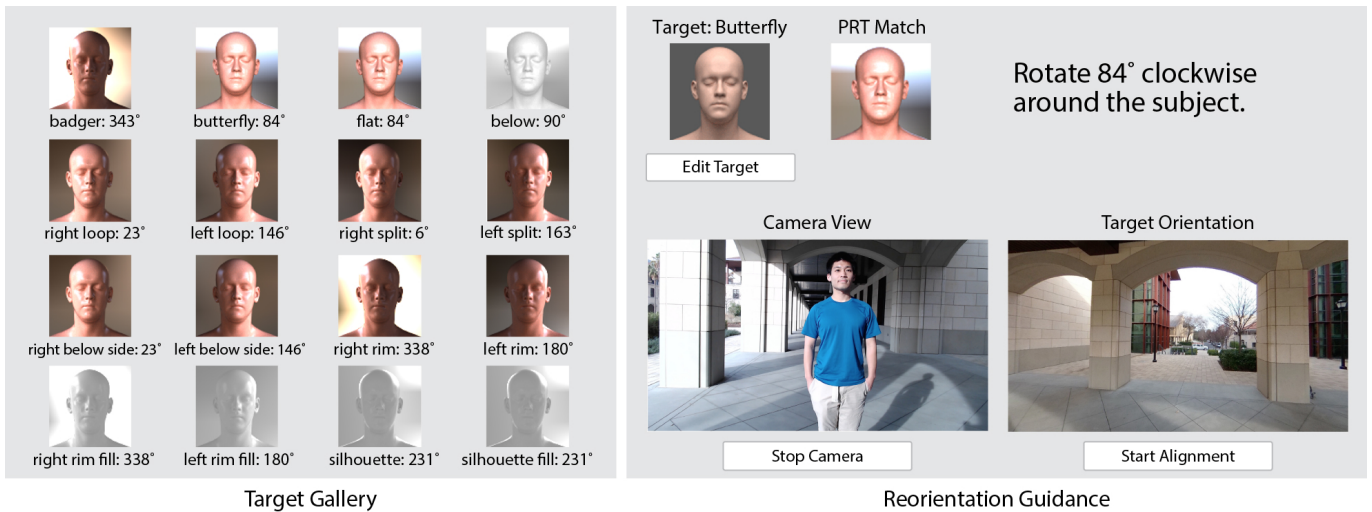 badger: 343˚
butterfly: 84˚
flat: 84˚
below: 90˚
right loop: 23˚
left loop: 146˚
right split: 6˚
left split: 163˚
right below side: 23˚
left below side: 146˚
right rim: 338˚
left rim: 180˚
right rim fill: 338˚
left rim fill: 180˚
silhouette: 231˚
silhouette fill: 231˚
Target Gallery
Target: Butterfly
PRT Match
Edit Target
Rotate 84˚ clockwise
around the subject.
Camera View
Target Orientation
Stop Camera
Start Alignment
Reorientation Guidance